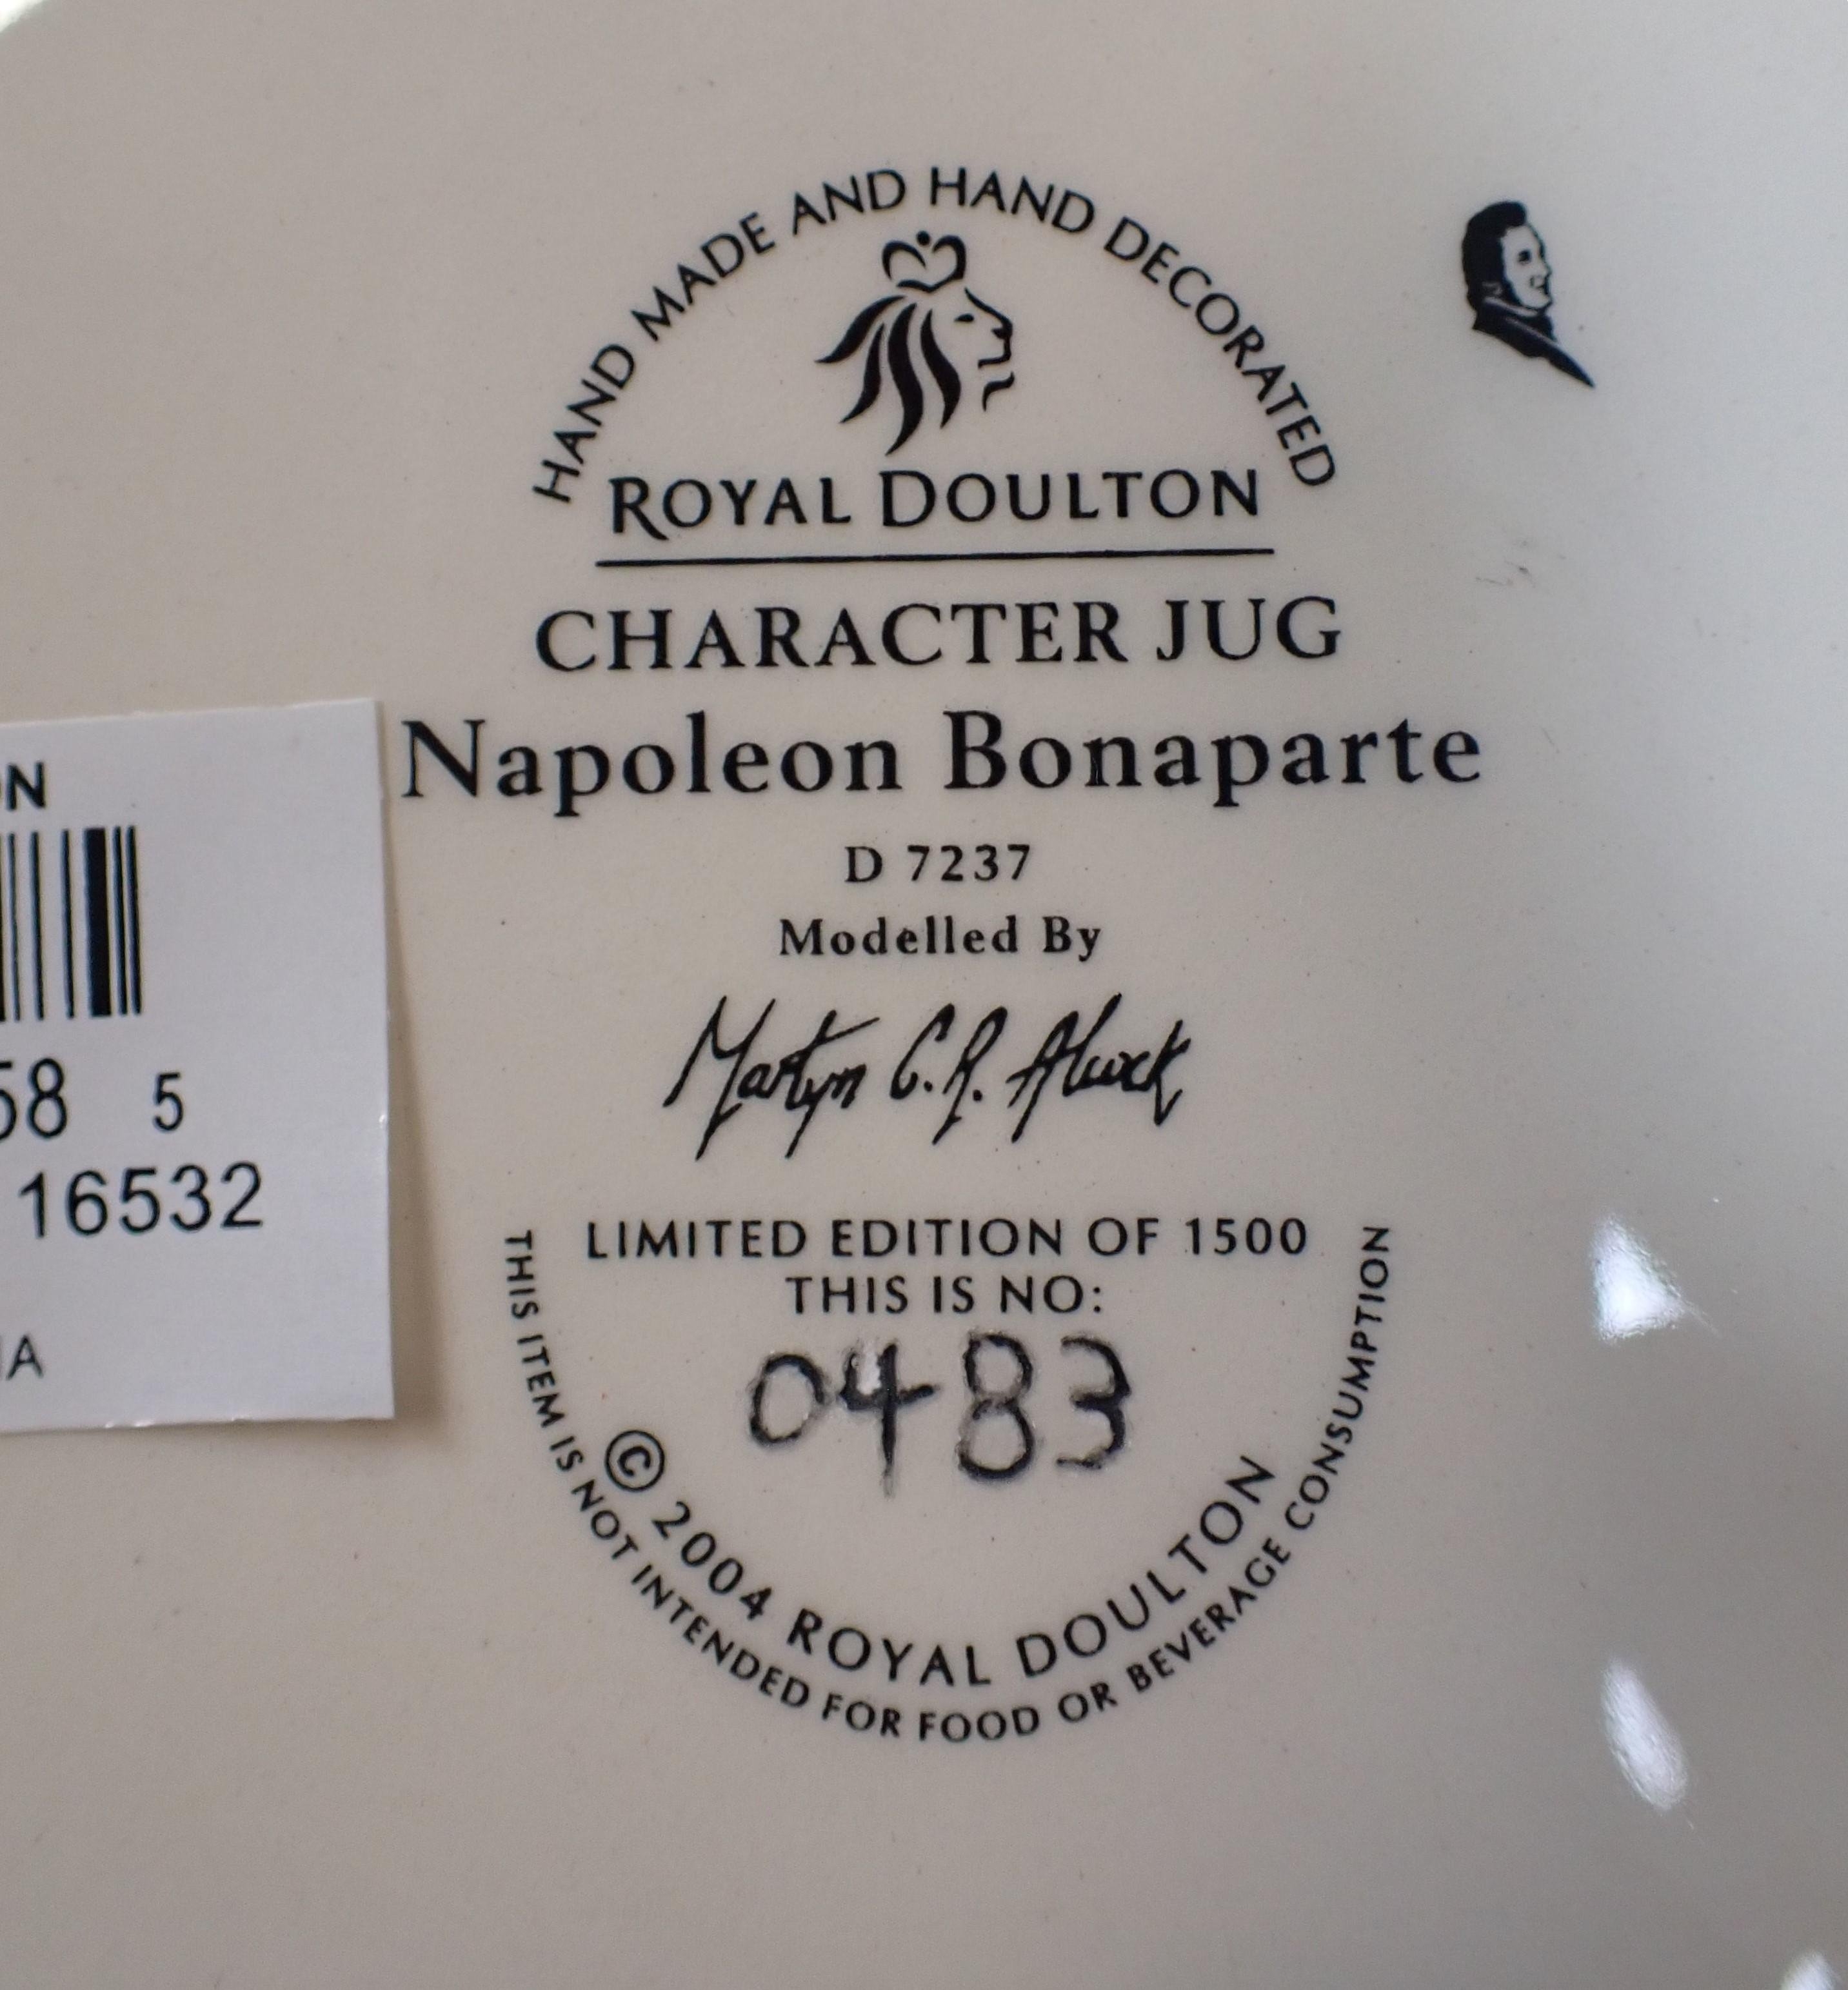 HAND MADE AND HAND DECORATED
ROYAL DOULTON
CHARACTER JUG
Napoleon Bonaparte
D 7237
Modelled By
Martyn C.R. Alcock
LIMITED EDITION OF 1500
THIS IS NO:
0483
© 2004 ROYAL DOULTON
THIS ITEM IS NOT INTENDED FOR FOOD OR BEVERAGE CONSUMPTION
58 5
16532